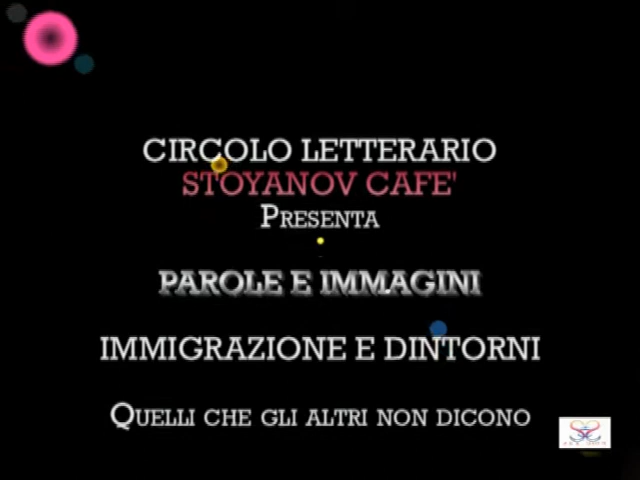 CIRCOLO LETTERARIO
STOYANOV CAFE'
PRESENTA
PAROLE E IMMAGINI
IMMIGRAZIONE E DINTORNI
QUELLI CHE GLI ALTRI NON DICONO